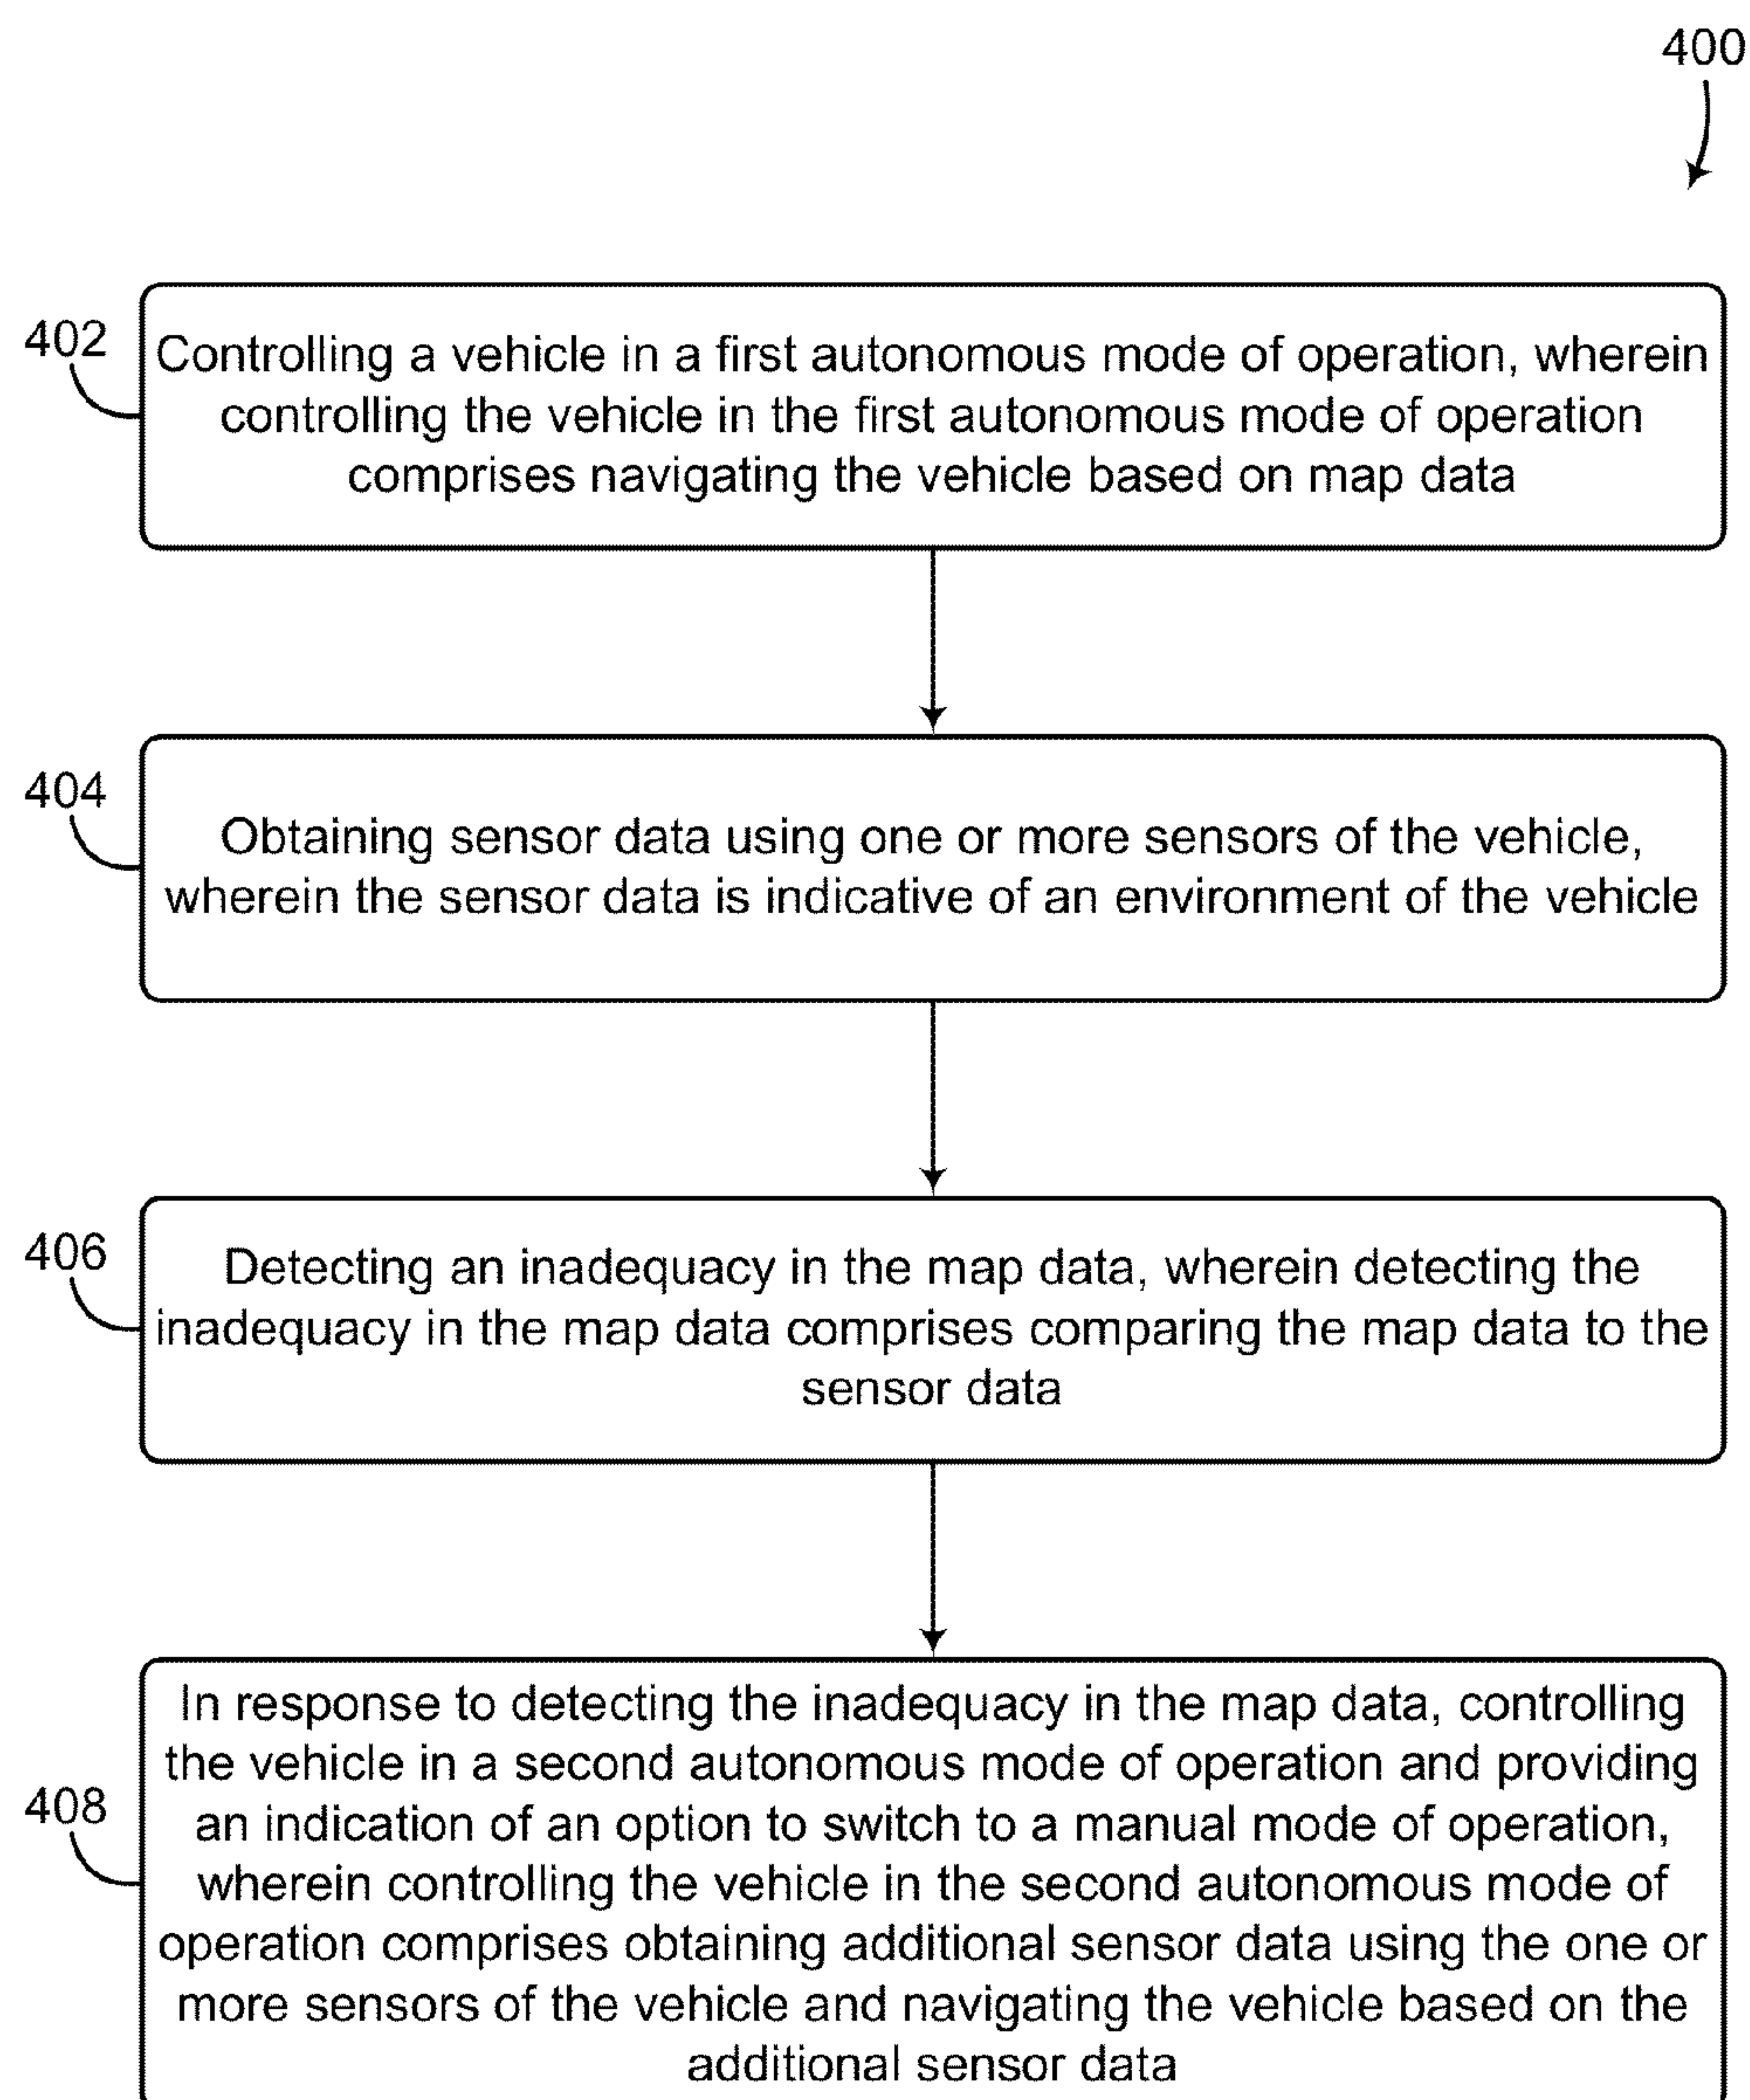 400
402
Controlling a vehicle in a first autonomous mode of operation, wherein
controlling the vehicle in the first autonomous mode of operation
comprises navigating the vehicle based on map data
404
Obtaining sensor data using one or more sensors of the vehicle,
wherein the sensor data is indicative of an environment of the vehicle
406
Detecting an inadequacy in the map data, wherein detecting the
inadequacy in the map data comprises comparing the map data to the
sensor data
408
In response to detecting the inadequacy in the map data, controlling
the vehicle in a second autonomous mode of operation and providing
an indication of an option to switch to a manual mode of operation,
wherein controlling the vehicle in the second autonomous mode of
operation comprises obtaining additional sensor data using the one or
more sensors of the vehicle and navigating the vehicle based on the
additional sensor data